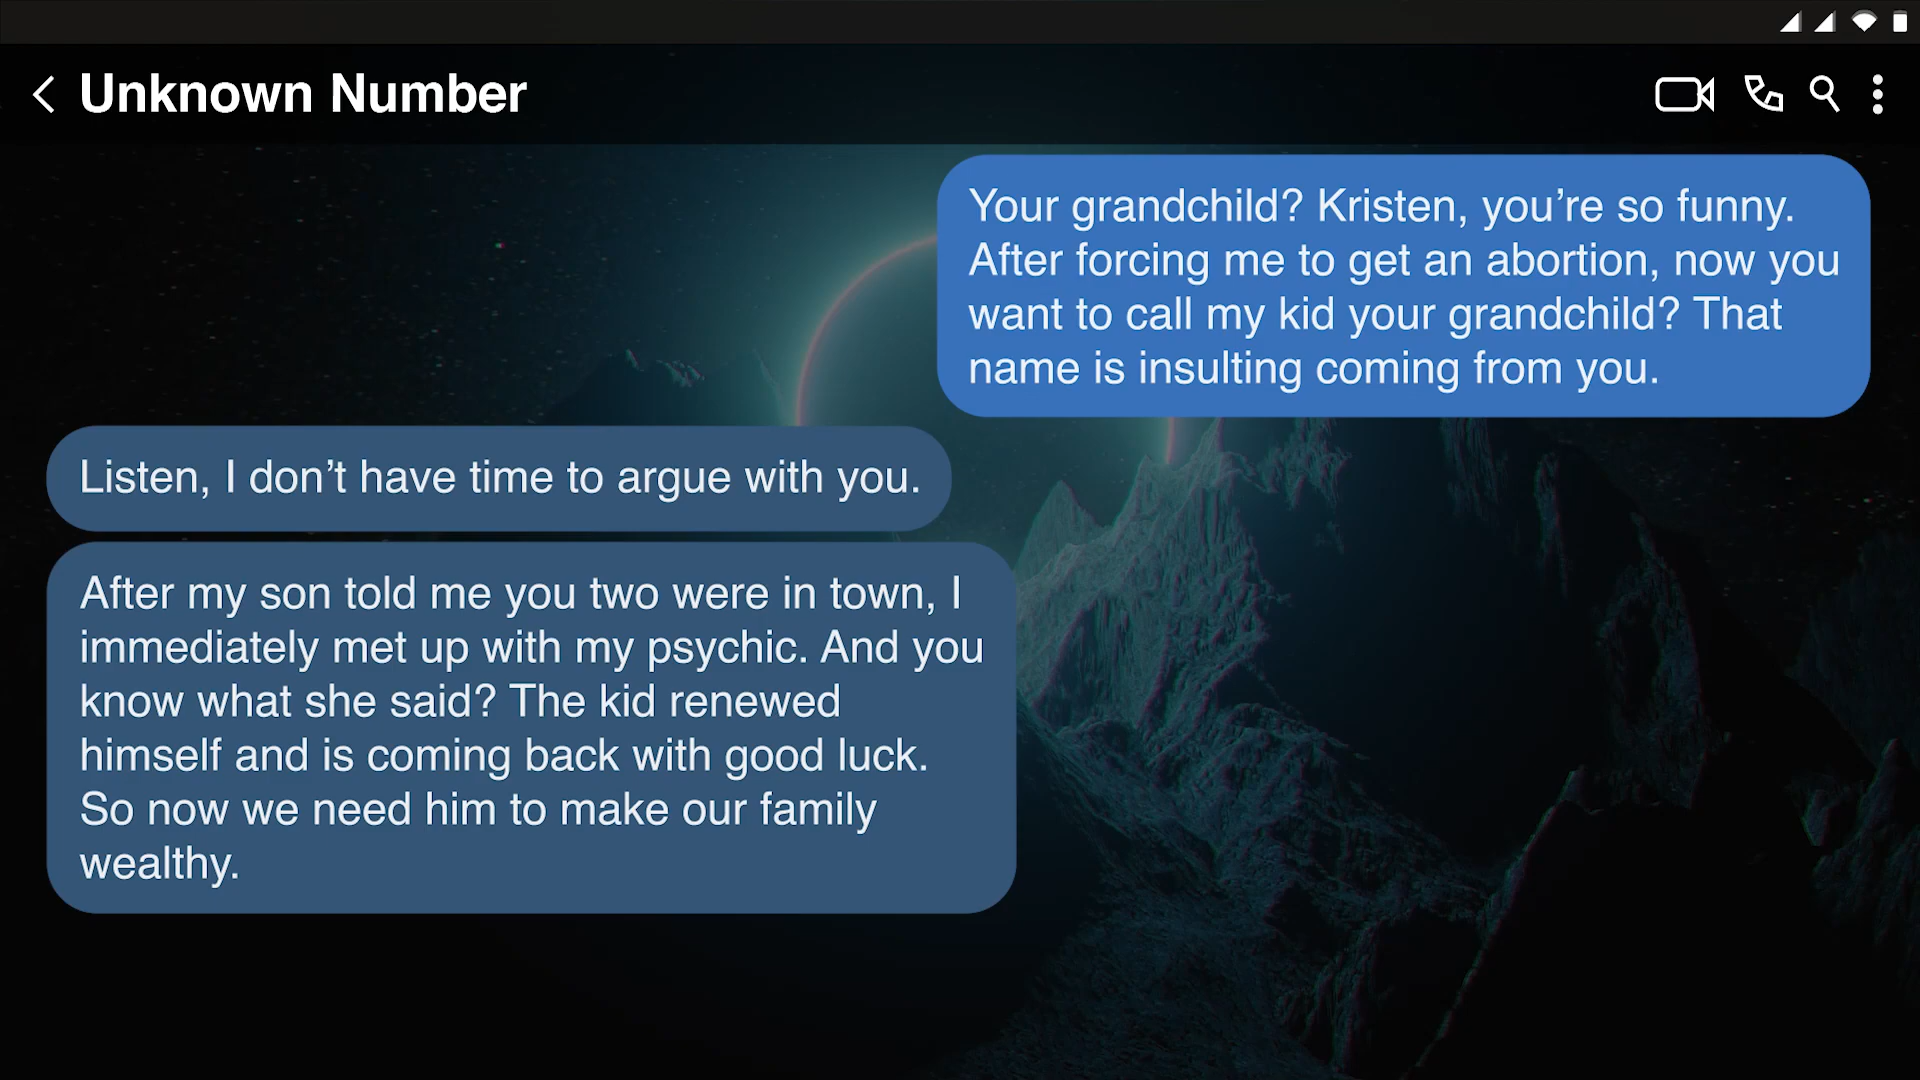 Unknown Number
Your grandchild? Kristen, you’re so funny.
After forcing me to get an abortion, now you
want to call my kid your grandchild? That
name is insulting coming from you.
Listen, I don’t have time to argue with you.
After my son told me you two were in town, I
immediately met up with my psychic. And you
know what she said? The kid renewed
himself and is coming back with good luck.
So now we need him to make our family
wealthy.